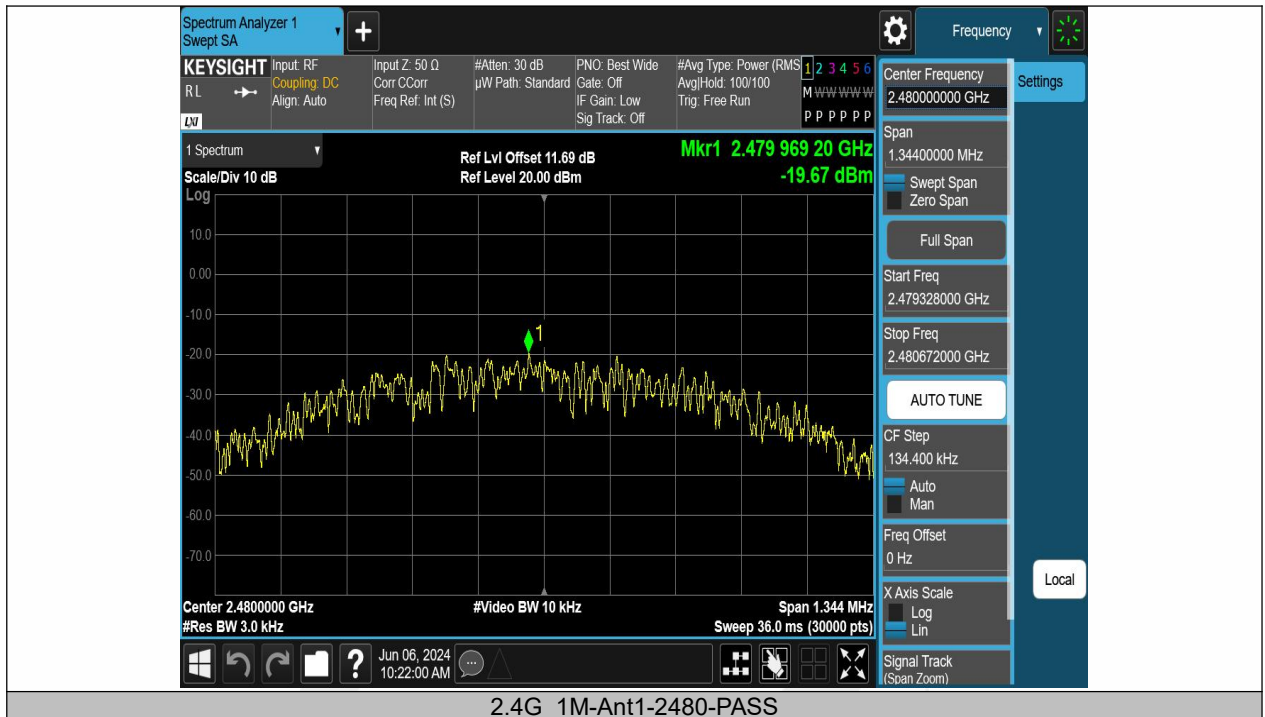 Spectrum Analyzer 1
Swept SA
Frequency
KEYSIGHT
RL
LXI
Input: RF
Coupling: DC
Align: Auto
Input Z: 50 Ω
Corr CCorr
Freq Ref: Int (S)
#Atten: 30 dB
µW Path: Standard
PNO: Best Wide
Gate: Off
IF Gain: Low
Sig Track: Off
#Avg Type: Power (RMS
Avg|Hold: 100/100
Trig: Free Run
1 2 3 4 5 6
M W W W W W
P P P P P P
1 Spectrum
Scale/Div 10 dB
Log
Ref Lvl Offset 11.69 dB
Ref Level 20.00 dBm
Mkr1 2.479 969 20 GHz
-19.67 dBm
10.0
0.00
-10.0
1
-20.0
-30.0
-40.0
-50.0
-60.0
-70.0
Center 2.4800000 GHz
#Res BW 3.0 kHz
#Video BW 10 kHz
Span 1.344 MHz
Sweep 36.0 ms (30000 pts)
?
Jun 06, 2024
10:22:00 AM
Center Frequency
2.480000000 GHz
Settings
Span
1.34400000 MHz
Swept Span
Zero Span
Full Span
Start Freq
2.479328000 GHz
Stop Freq
2.480672000 GHz
AUTO TUNE
CF Step
134.400 kHz
Auto
Man
Freq Offset
0 Hz
X Axis Scale
Log
Lin
Local
Signal Track
(Span Zoom)
2.4G_1M-Ant1-2480-PASS